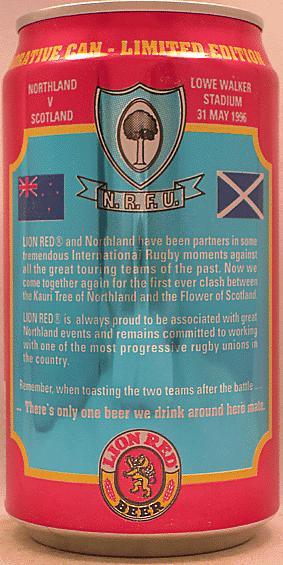 RATIVE CAN - LIMITED EDITION
NORTHLAND
V
SCOTLAND
LOWE WALKER
STADIUM
31 MAY 1996
N.R.F.U.
LION RED® and Northland have been partners in some
tremendous International Rugby moments against
all the great touring teams of the past. Now we
come together again for the first ever clash between
the Kauri Tree of Northland and the Flower of Scotland.
LION RED® is always proud to be associated with great
Northland events and remains committed to working
with one of the most progressive rugby unions in
the country.
Remember, when toasting the two teams after the battle ...
... There's only one beer we drink around here mate.
LION RED
BEER